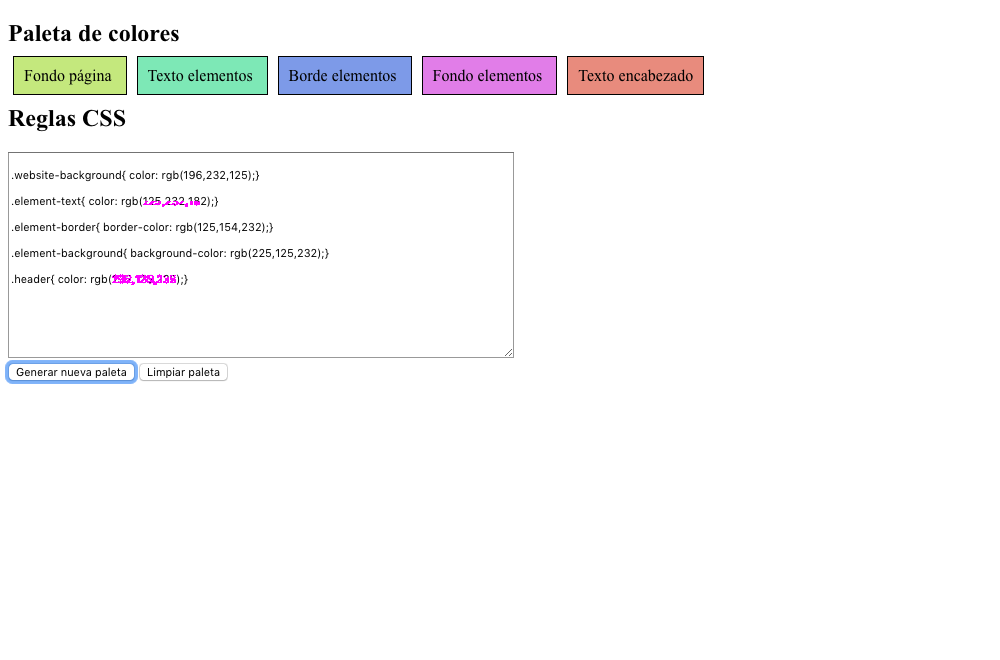 Paleta de colores
Fondo página Texto elementos Borde elementos Fondo elementos Texto encabezado
Reglas CSS
.website-background{ color: rgb(196,232,125);}
.element-text{ color: rgb(125,232,182);}
.element-border{ border-color: rgb(125,154,232);}
.element-background{ background-color: rgb(225,125,232);}
.header{ color: rgb( );}
Generar nueva paleta Limpiar paleta